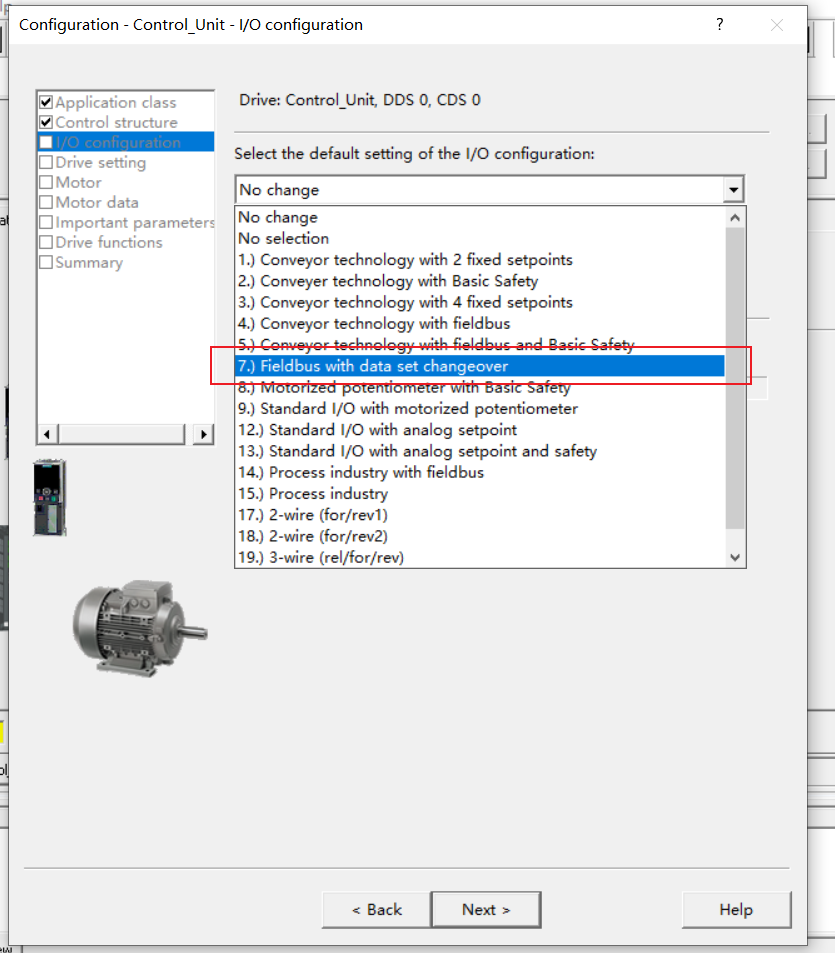 Configuration - Control_Unit - I/O configuration
?
Application class
Control structure
I/O configuration
Drive setting
Motor
Motor data
Important parameters
Drive functions
Summary
Drive: Control_Unit, DDS 0, CDS 0
Select the default setting of the I/O configuration:
No change
No change
No selection
1.) Conveyor technology with 2 fixed setpoints
2.) Conveyer technology with Basic Safety
3.) Conveyor technology with 4 fixed setpoints
4.) Conveyor technology with fieldbus
5.) Conveyor technology with fieldbus and Basic Safety
7.) Fieldbus with data set changeover
8.) Motorized potentiometer with Basic Safety
9.) Standard I/O with motorized potentiometer
12.) Standard I/O with analog setpoint
13.) Standard I/O with analog setpoint and safety
14.) Process industry with fieldbus
15.) Process industry
17.) 2-wire (for/rev1)
18.) 2-wire (for/rev2)
19.) 3-wire (rel/for/rev)
< Back
Next >
Help